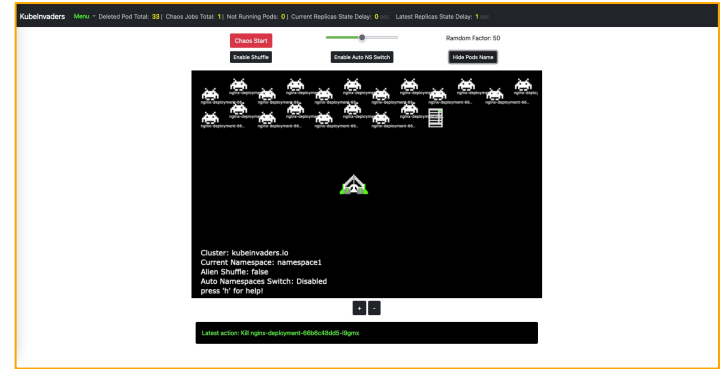 KubeInvaders Menu Deleted Pod Total: 33 | Chaos Jobs Total: 1 | Not Running Pods: 0 | Current Replicas State Delay: 0 sec Latest Replicas State Delay: 1 sec
Chaos Start
Ramdom Factor: 50
Enable Shuffle Enable Auto NS Switch Hide Pods Name
Cluster: kubeinvaders.io
Current Namespace: namespace1
Alien Shuffle: false
Auto Namespaces Switch: Disabled
press 'h' for help!
+ -
Latest action: Kill nginx-deployment-66b6c48dd5-l9gmx